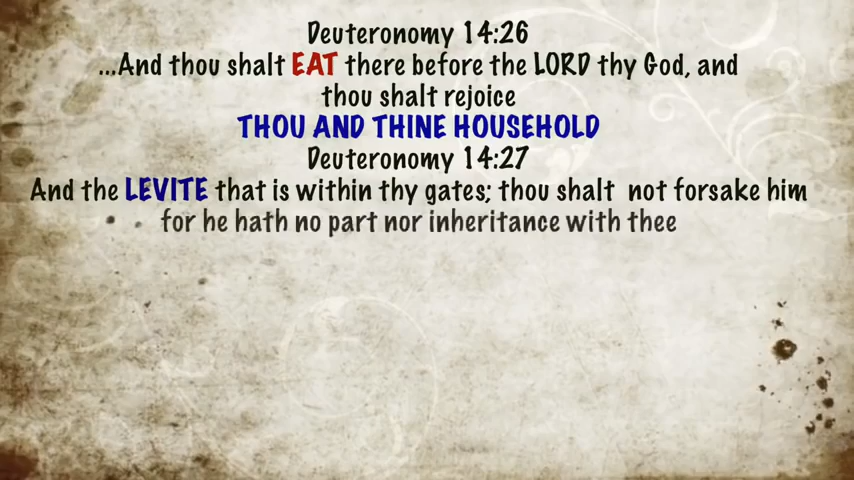 Deuteronomy 14:26
...And thou shalt EAT there before the LORD thy God, and
thou shalt rejoice
THOU AND THINE HOUSEHOLD
Deuteronomy 14:27
And the LEVITE that is within thy gates; thou shalt not forsake him
for he hath no part nor inheritance with thee